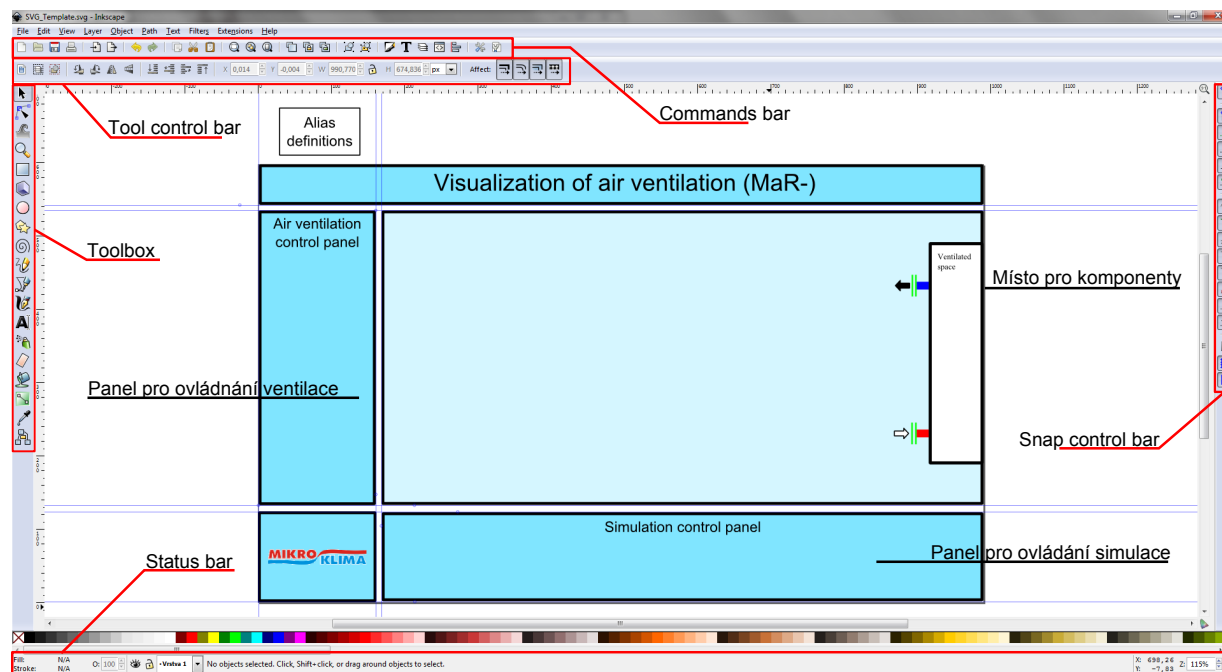 SVG_Template.svg - Inkscape
File Edit View Layer Object Path Text Filters Extensions Help
X 0,014 Y -0,004 W 990,770 H 674,836 px Affect:
Tool control bar
Commands bar
Alias
definitions
Visualization of air ventilation (MaR-)
Air ventilation
control panel
Toolbox
Ventilated
space
Místo pro komponenty
Panel pro ovládnání ventilace
Snap control bar
Simulation control panel
MIKRO
KLIMA
Status bar
Panel pro ovládání simulace
Fill: N/A
Stroke: N/A
O: 100
Vrstva 1
No objects selected. Click, Shift+click, or drag around objects to select.
X: 698,26
Y: -7,83
Z: 115%